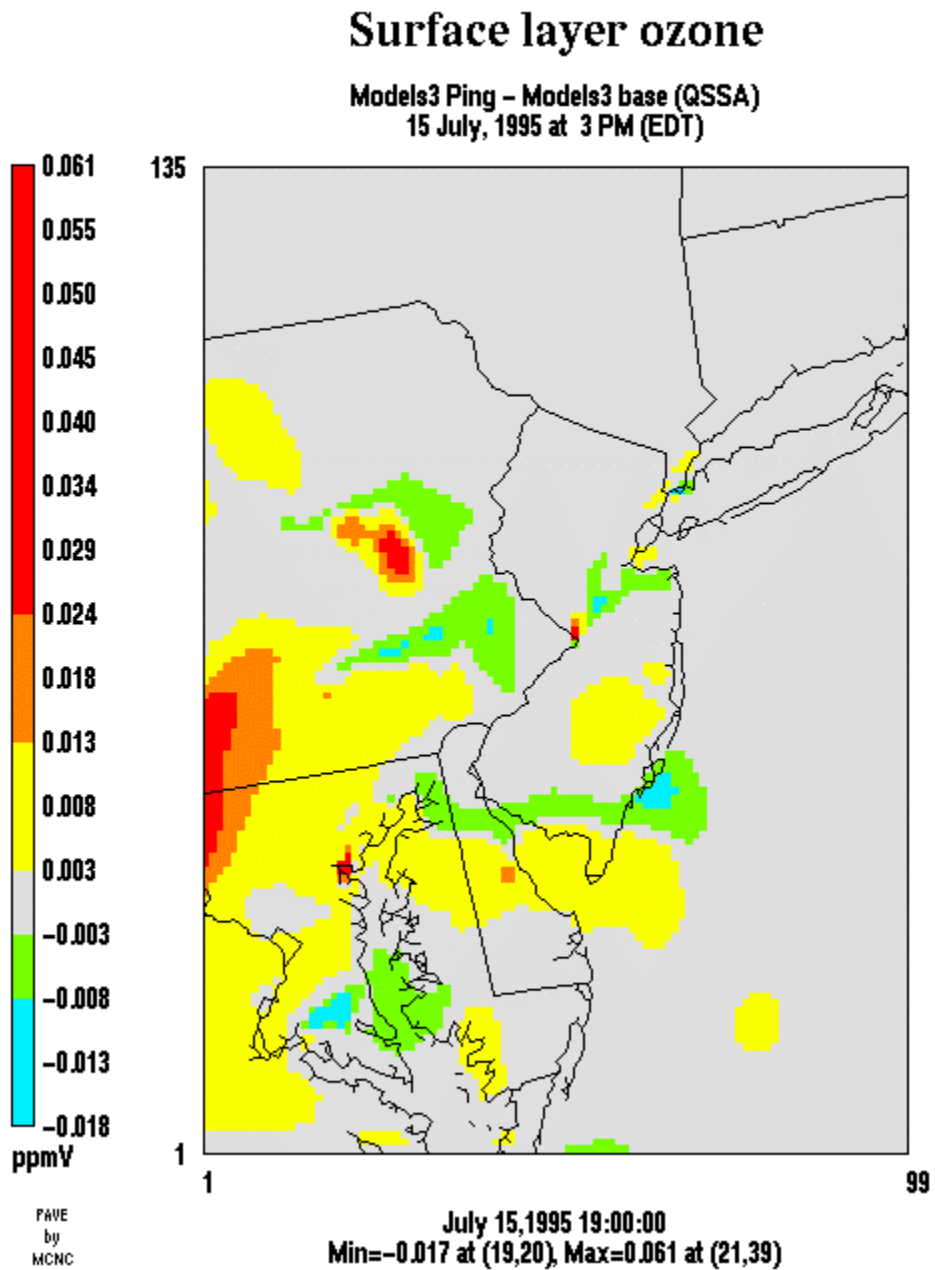 Surface layer ozone
Models3 Ping – Models3 base (QSSA)
15 July, 1995 at 3 PM (EDT)
0.061
0.055
0.050
0.045
0.040
0.034
0.029
0.024
0.018
0.013
0.008
0.003
−0.003
−0.008
−0.013
−0.018
ppmV
135
1
1
99
PAVE
by
MCNC
July 15,1995 19:00:00
Min=−0.017 at (19,20), Max=0.061 at (21,39)